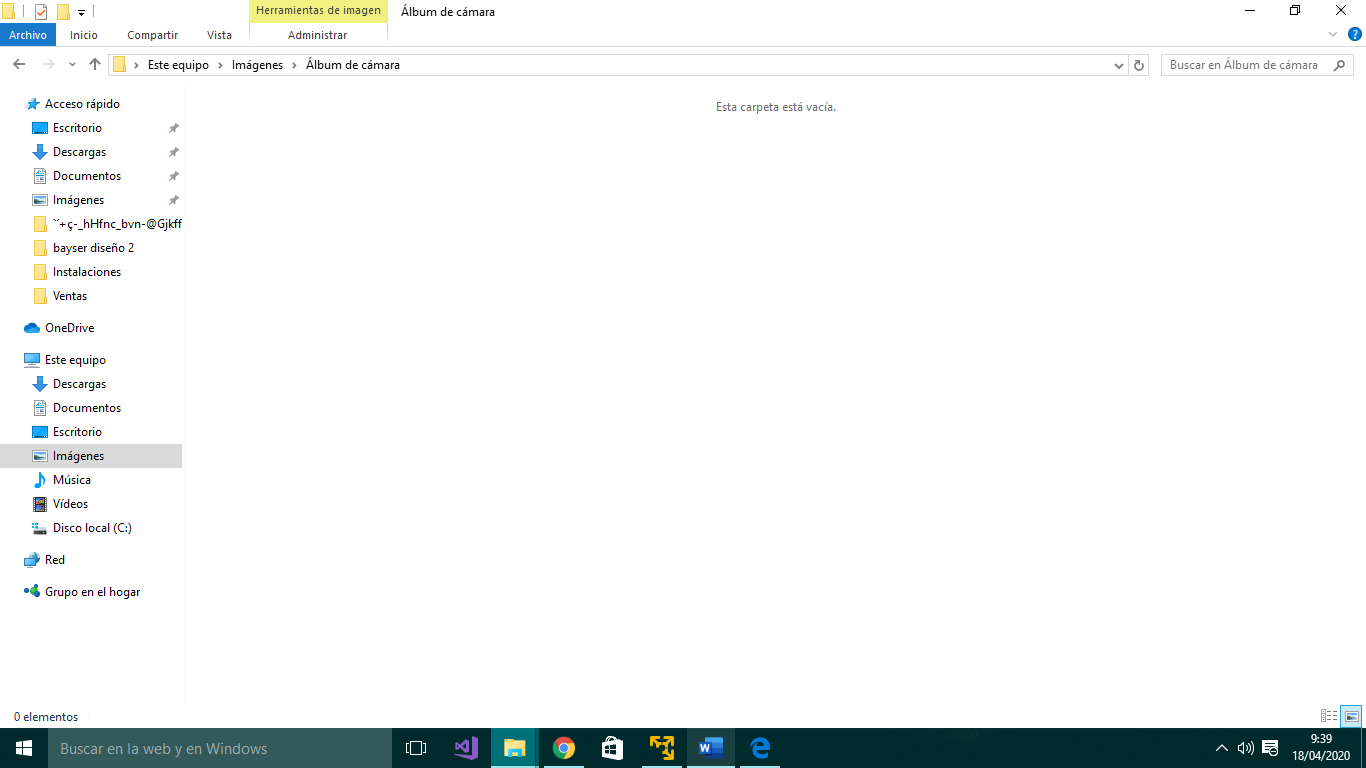 Herramientas de imagen
Álbum de cámara
Archivo
Inicio
Compartir
Vista
Administrar
Este equipo
Imágenes
Álbum de cámara
Buscar en Álbum de cámara
Acceso rápido
Escritorio
Descargas
Documentos
Imágenes
`´+ç-_hHfnc_bvn-@Gjkff
bayser diseño 2
Instalaciones
Ventas
OneDrive
Este equipo
Descargas
Documentos
Escritorio
Imágenes
Música
Vídeos
Disco local (C:)
Red
Grupo en el hogar
Esta carpeta está vacía.
0 elementos
Buscar en la web y en Windows
9:39
18/04/2020